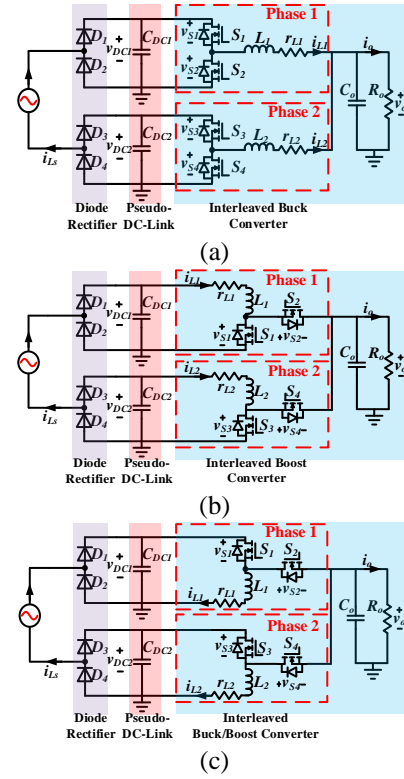 Phase 1
D1
D2
vDC1
+
-
CDC1
vS1
S1
vS2
S2
L1
rL1
iL1
io
Co
Ro
vo
Phase 2
D3
D4
iLs
vDC2
+
-
CDC2
vS3
S3
vS4
S4
L2
rL2
iL2
Diode Pseudo- Interleaved Buck
Rectifier DC-Link Converter
(a)
iL1
rL1
Phase 1
D1
D2
vDC1
+
-
CDC1
L1
S2
vS1
S1
+vS2-
io
Co
Ro
vo
iL2
rL2
Phase 2
D3
D4
iLs
vDC2
+
-
CDC2
L2
S4
vS3
S3
+vS4-
Diode Pseudo- Interleaved Boost
Rectifier DC-Link Converter
(b)
Phase 1
D1
D2
vDC1
+
-
CDC1
vS1
S1
S2
L1
+vS2-
iL1
rL1
io
Co
Ro
vo
Phase 2
D3
D4
iLs
vDC2
+
-
CDC2
vS3
S3
S4
L2
+vS4-
iL2
rL2
Diode Pseudo- Interleaved
Rectifier DC-Link Buck/Boost Converter
(c)